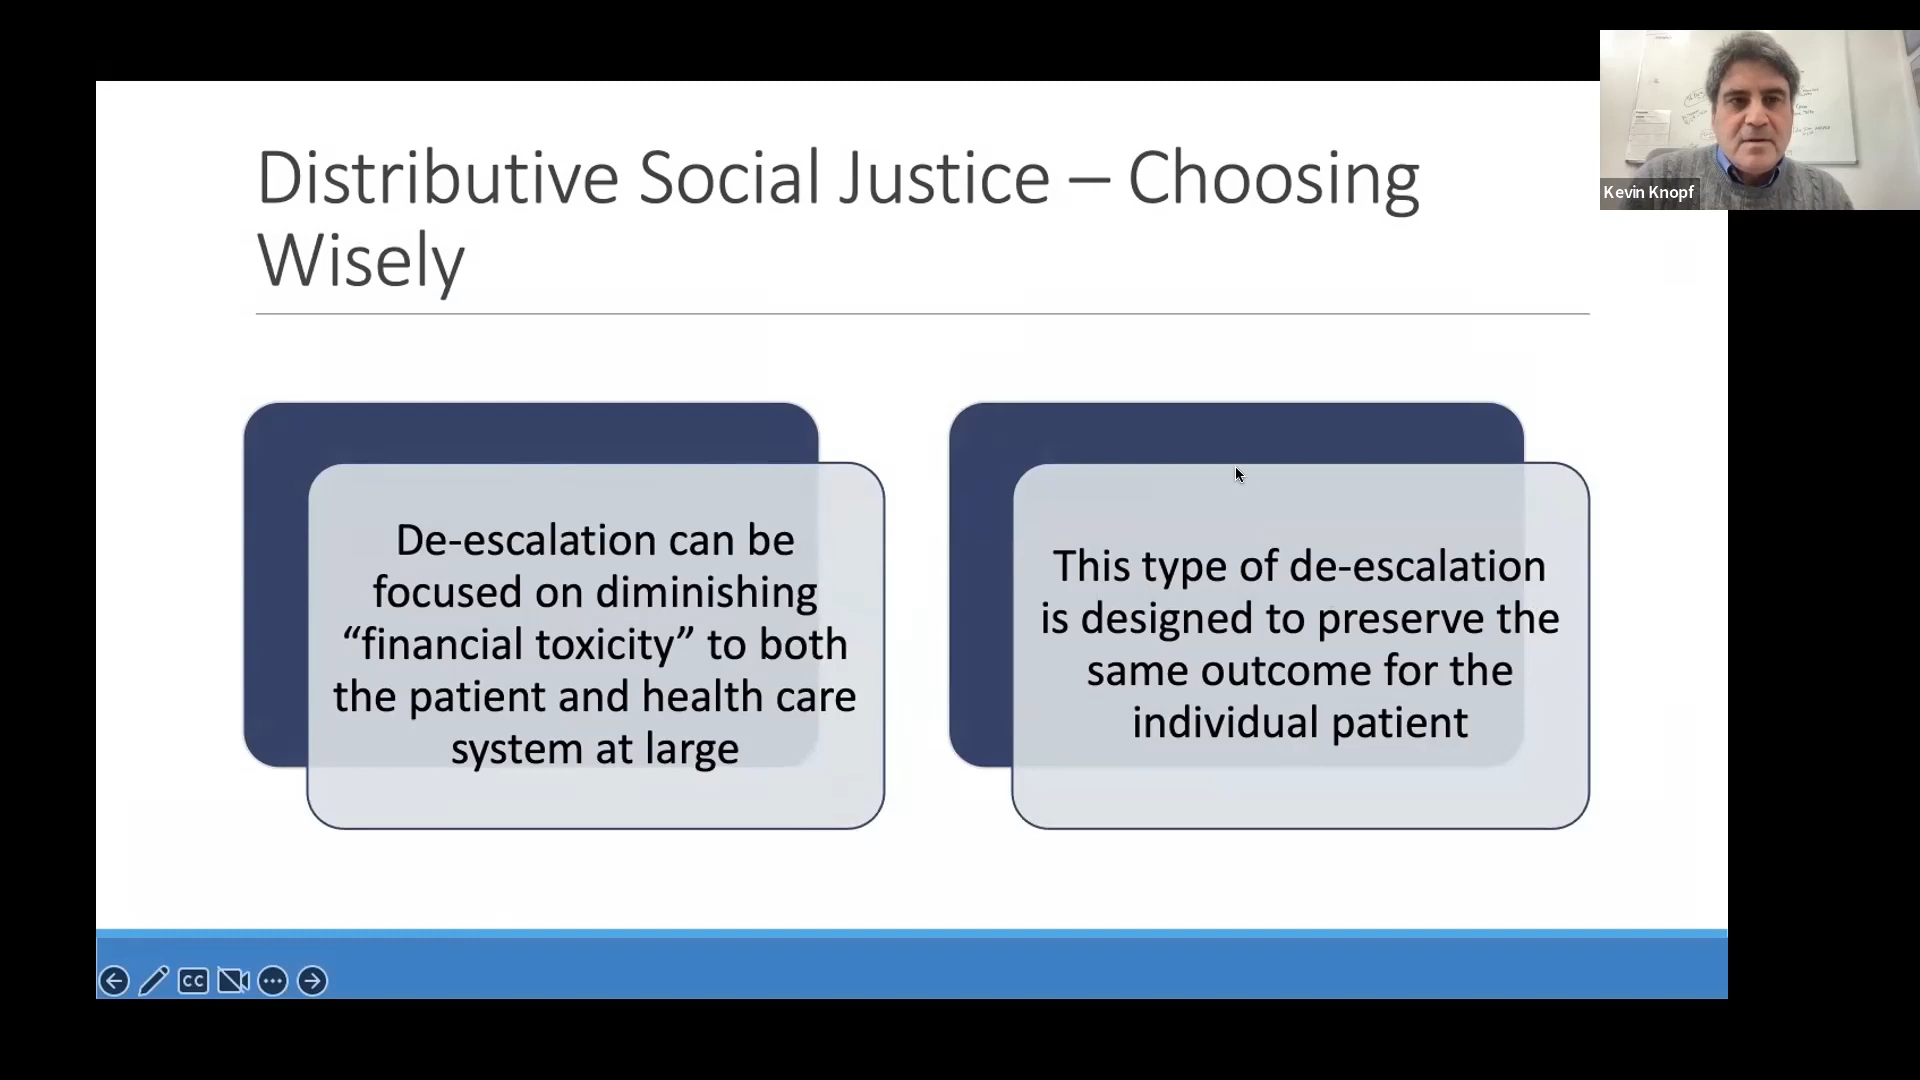 Distributive Social Justice – Choosing
Wisely
De-escalation can be
focused on diminishing
“financial toxicity” to both
the patient and health care
system at large
This type of de-escalation
is designed to preserve the
same outcome for the
individual patient
Kevin Knopf
CC